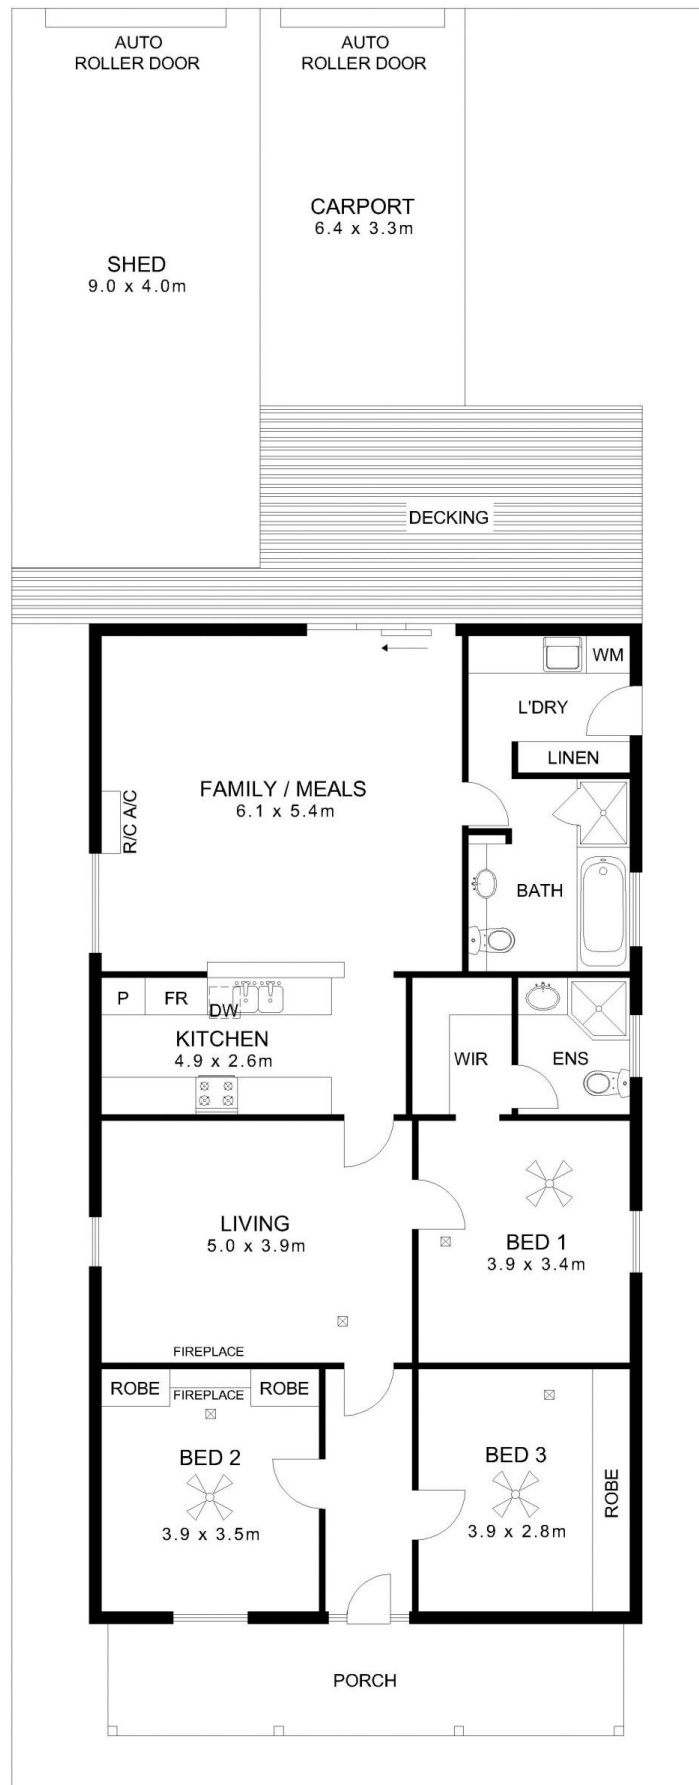 AUTO
ROLLER DOOR
AUTO
ROLLER DOOR
CARPORT
6.4 x 3.3m
SHED
9.0 x 4.0m
DECKING
WM
L'DRY
LINEN
FAMILY / MEALS
6.1 x 5.4m
R/C A/C
BATH
P
FR
DW
KITCHEN
4.9 x 2.6m
WIR
ENS
LIVING
5.0 x 3.9m
BED 1
3.9 x 3.4m
FIREPLACE
ROBE
FIREPLACE
ROBE
BED 2
3.9 x 3.5m
BED 3
3.9 x 2.8m
ROBE
PORCH